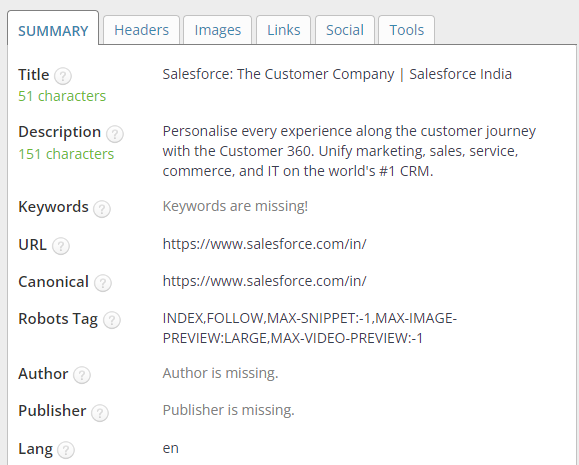 SUMMARY Headers Images Links Social Tools
Title ? Salesforce: The Customer Company | Salesforce India
51 characters
Description ? Personalise every experience along the customer journey
151 characters with the Customer 360. Unify marketing, sales, service,
commerce, and IT on the world's #1 CRM.
Keywords ? Keywords are missing!
URL ? https://www.salesforce.com/in/
Canonical ? https://www.salesforce.com/in/
Robots Tag ? INDEX,FOLLOW,MAX-SNIPPET:-1,MAX-IMAGE-
PREVIEW:LARGE,MAX-VIDEO-PREVIEW:-1
Author ? Author is missing.
Publisher ? Publisher is missing.
Lang ? en